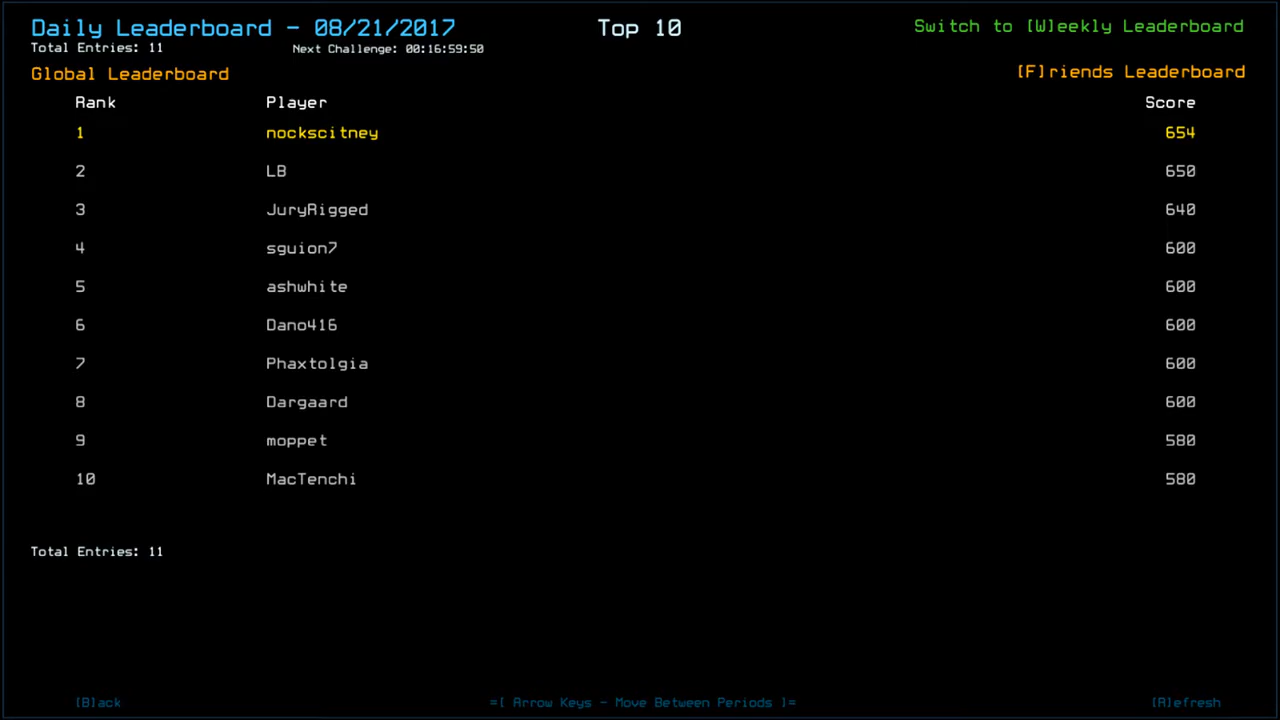 Daily Leaderboard - 08/21/2017 Top 10 Switch to [W]eekly Leaderboard
Total Entries: 11 Next Challenge: 00:16:59:50
Global Leaderboard [F]riends Leaderboard
Rank Player Score
1 nockscitney 654
2 LB 650
3 JuryRigged 640
4 sguion7 600
5 ashwhite 600
6 Dano416 600
7 Phaxtolgia 600
8 Dargaard 600
9 moppet 580
10 MacTenchi 580
Total Entries: 11
[B]ack =[ Arrow Keys - Move Between Periods ]= [R]efresh